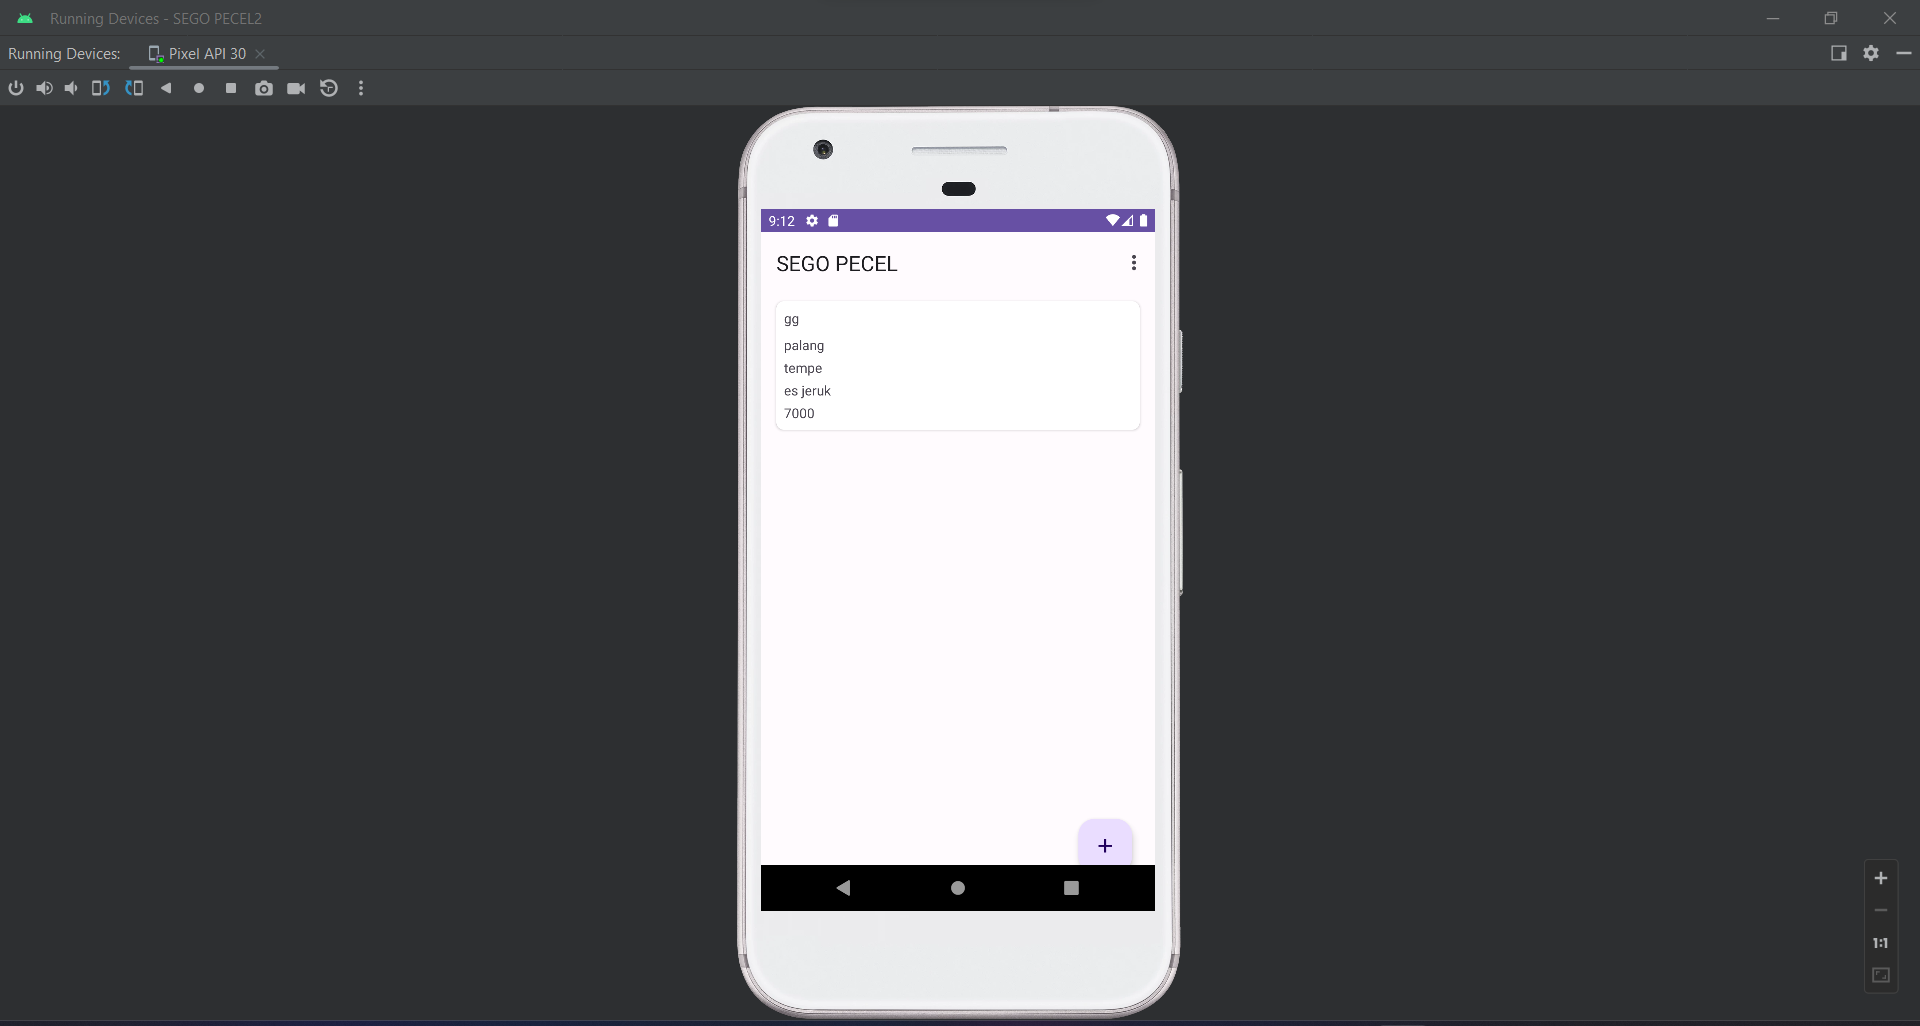 Running Devices - SEGO PECEL2
Running Devices: Pixel API 30
9:12
SEGO PECEL
gg
palang
tempe
es jeruk
7000
1:1